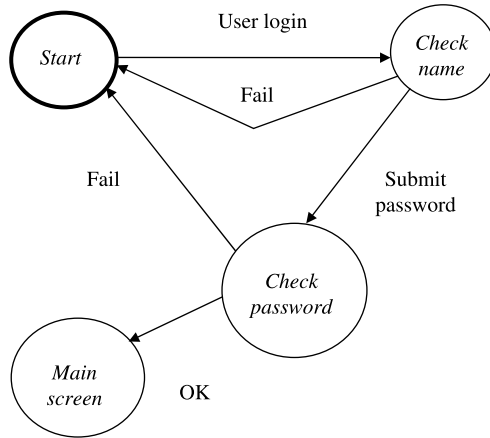 User login
Start
Check
name
Fail
Fail
Submit
password
Check
password
Main
screen
OK